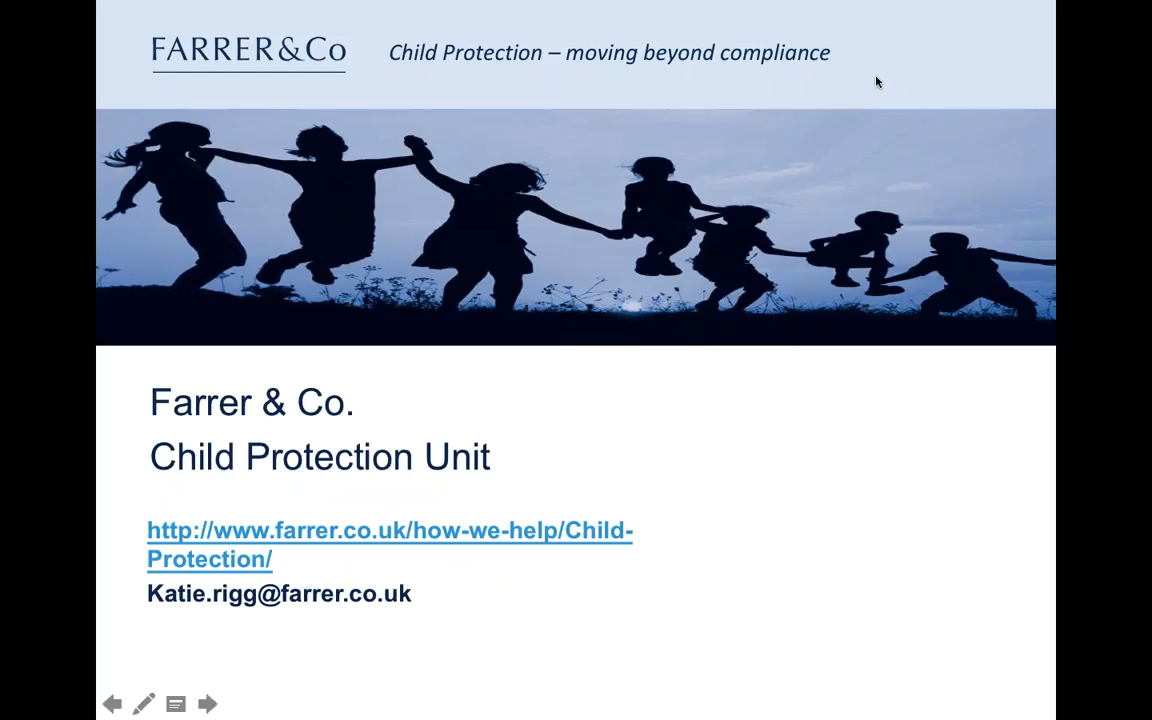 FARRER&Co
Child Protection – moving beyond compliance
Farrer & Co.
Child Protection Unit
http://www.farrer.co.uk/how-we-help/Child-
Protection/
Katie.rigg@farrer.co.uk